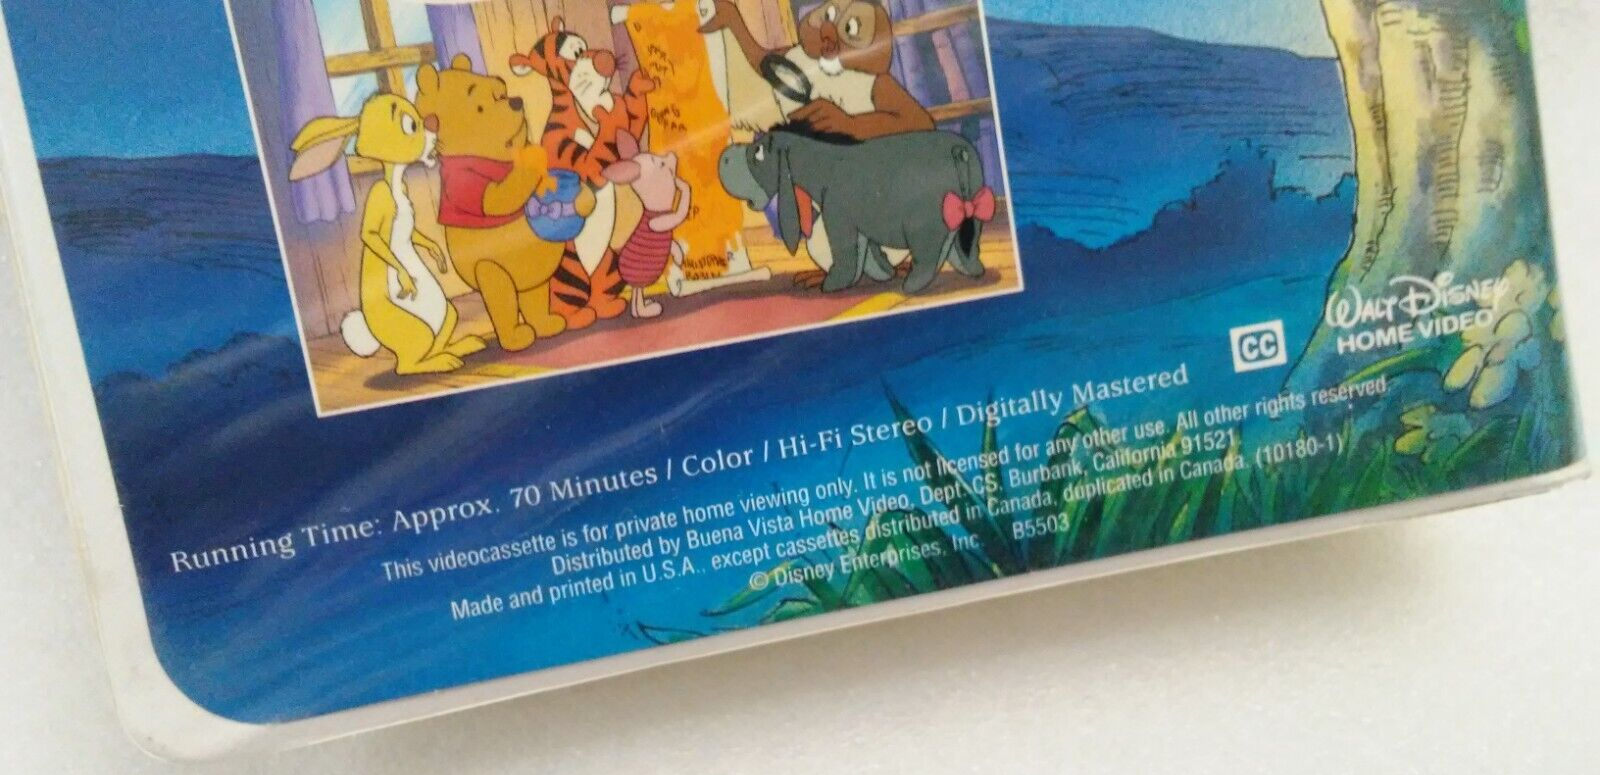 Running Time: Approx. 70 Minutes / Color / Hi-Fi Stereo / Digitally Mastered
CC
WALT DISNEY
HOME VIDEO
This videocassette is for private home viewing only. It is not licensed for any other use. All other rights reserved.
Distributed by Buena Vista Home Video, Dept. CS, Burbank, California 91521
Made and printed in U.S.A., except cassettes distributed in Canada, duplicated in Canada. (10180-1)
© Disney Enterprises, Inc. B5503